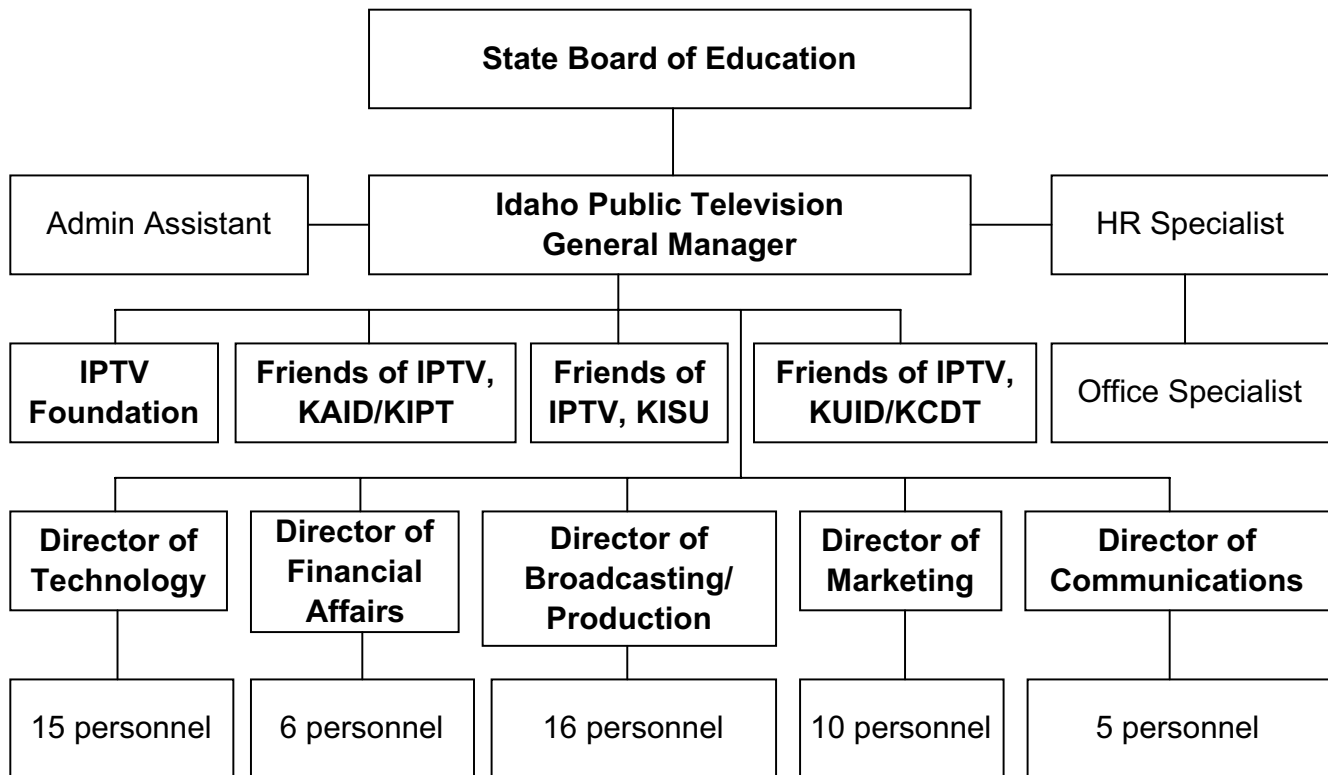 State Board of Education
Admin Assistant
Idaho Public Television
General Manager
HR Specialist
IPTV
Foundation
Friends of IPTV,
KAID/KIPT
Friends of
IPTV, KISU
Friends of IPTV,
KUID/KCDT
Office Specialist
Director of
Technology
Director of
Financial
Affairs
Director of
Broadcasting/
Production
Director of
Marketing
Director of
Communications
15 personnel
6 personnel
16 personnel
10 personnel
5 personnel